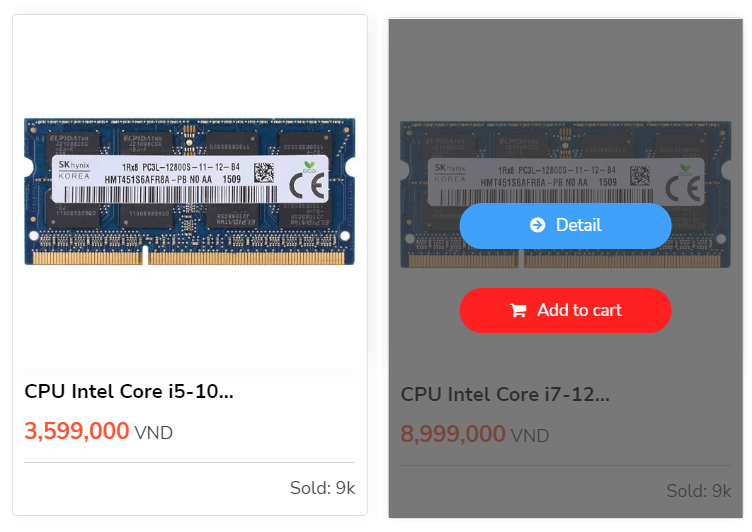 SK hynix
KOREA
1Rx8 PC3L-12800S-11-12-B4
HMT451S6AFR8A-PB N0 AA 1509
CE
CPU Intel Core i5-10...
3,599,000 VND
Sold: 9k
SK hynix
KOREA
1Rx8 PC3L-12800S-11-12-B4
HMT451S6AFR8A-PB N0 AA 1509
CE
Detail
Add to cart
CPU Intel Core i7-12...
8,999,000 VND
Sold: 9k